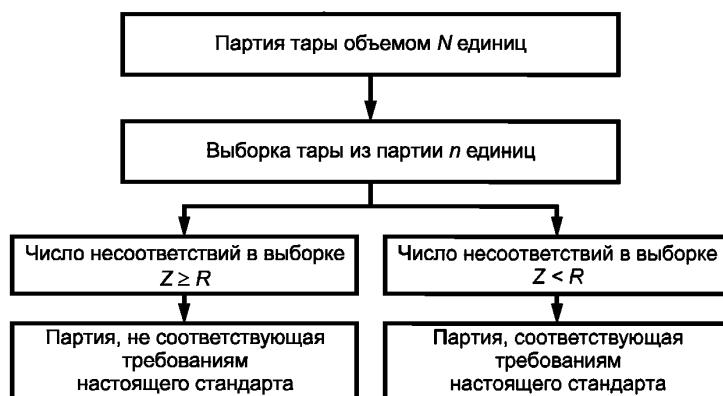 Партия тары объемом N единиц
Выборка тары из партии n единиц
Число несоответствий в выборке
Z ≥ R
Число несоответствий в выборке
Z < R
Партия, не соответствующая
требованиям
настоящего стандарта
Партия, соответствующая
требованиям
настоящего стандарта